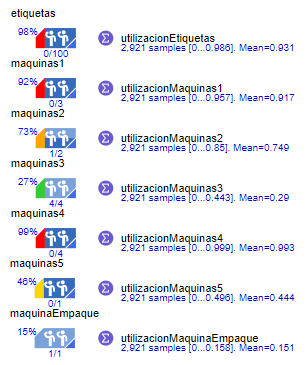 etiquetas
98%
0/100
utilizacionEtiquetas
2,921 samples [0...0.986]. Mean=0.931
maquinas1
92%
0/3
utilizacionMaquinas1
2,921 samples [0...0.957]. Mean=0.917
maquinas2
73%
1/2
utilizacionMaquinas2
2,921 samples [0...0.85]. Mean=0.749
maquinas3
27%
4/4
utilizacionMaquinas3
2,921 samples [0...0.443]. Mean=0.29
maquinas4
99%
0/4
utilizacionMaquinas4
2,921 samples [0...0.999]. Mean=0.993
maquinas5
46%
0/1
utilizacionMaquinas5
2,921 samples [0...0.496]. Mean=0.444
maquinaEmpaque
15%
1/1
utilizacionMaquinaEmpaque
2,921 samples [0...0.158]. Mean=0.151